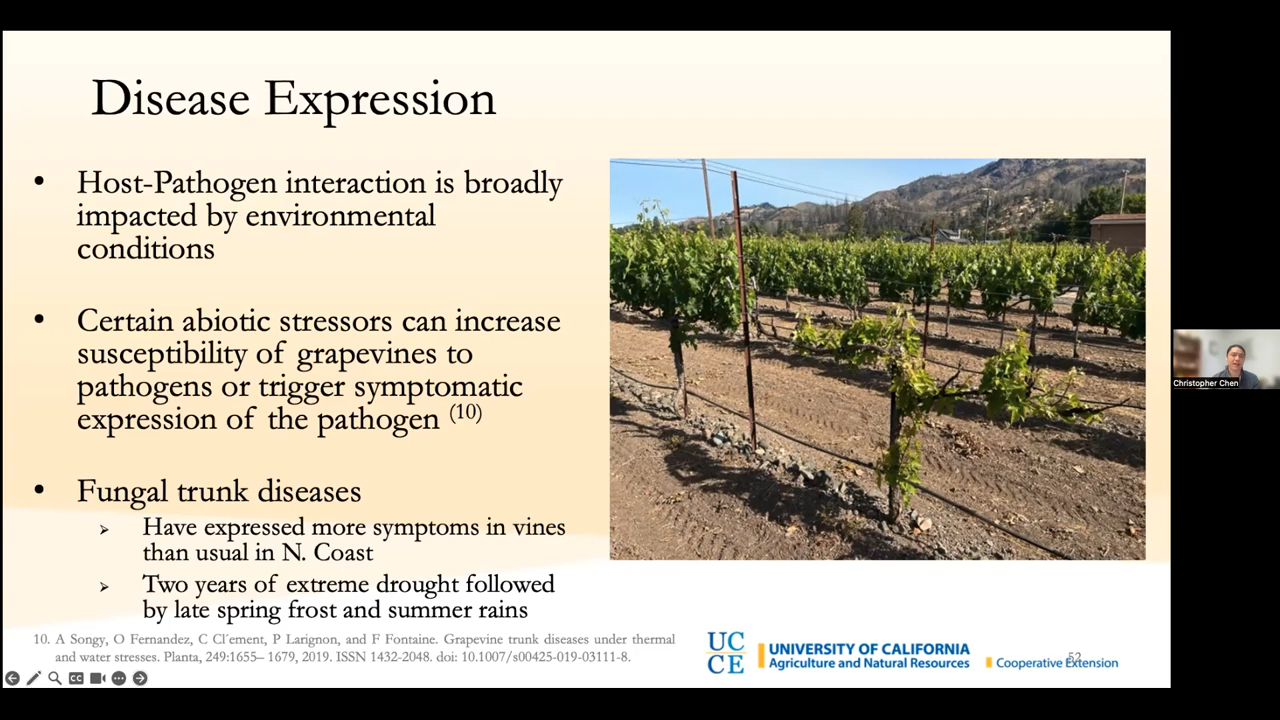 Disease Expression
• Host-Pathogen interaction is broadly
impacted by environmental
conditions
• Certain abiotic stressors can increase
susceptibility of grapevines to
pathogens or trigger symptomatic
expression of the pathogen (10)
• Fungal trunk diseases
➢ Have expressed more symptoms in vines
than usual in N. Coast
➢ Two years of extreme drought followed
by late spring frost and summer rains
10. A Songy, O Fernandez, C Cl´ement, P Larignon, and F Fontaine. Grapevine trunk diseases under thermal
and water stresses. Planta, 249:1655– 1679, 2019. ISSN 1432-2048. doi: 10.1007/s00425-019-03111-8.
UC
CE
UNIVERSITY OF CALIFORNIA
Agriculture and Natural Resources
Cooperative Extension
52
CC
Christopher Chen